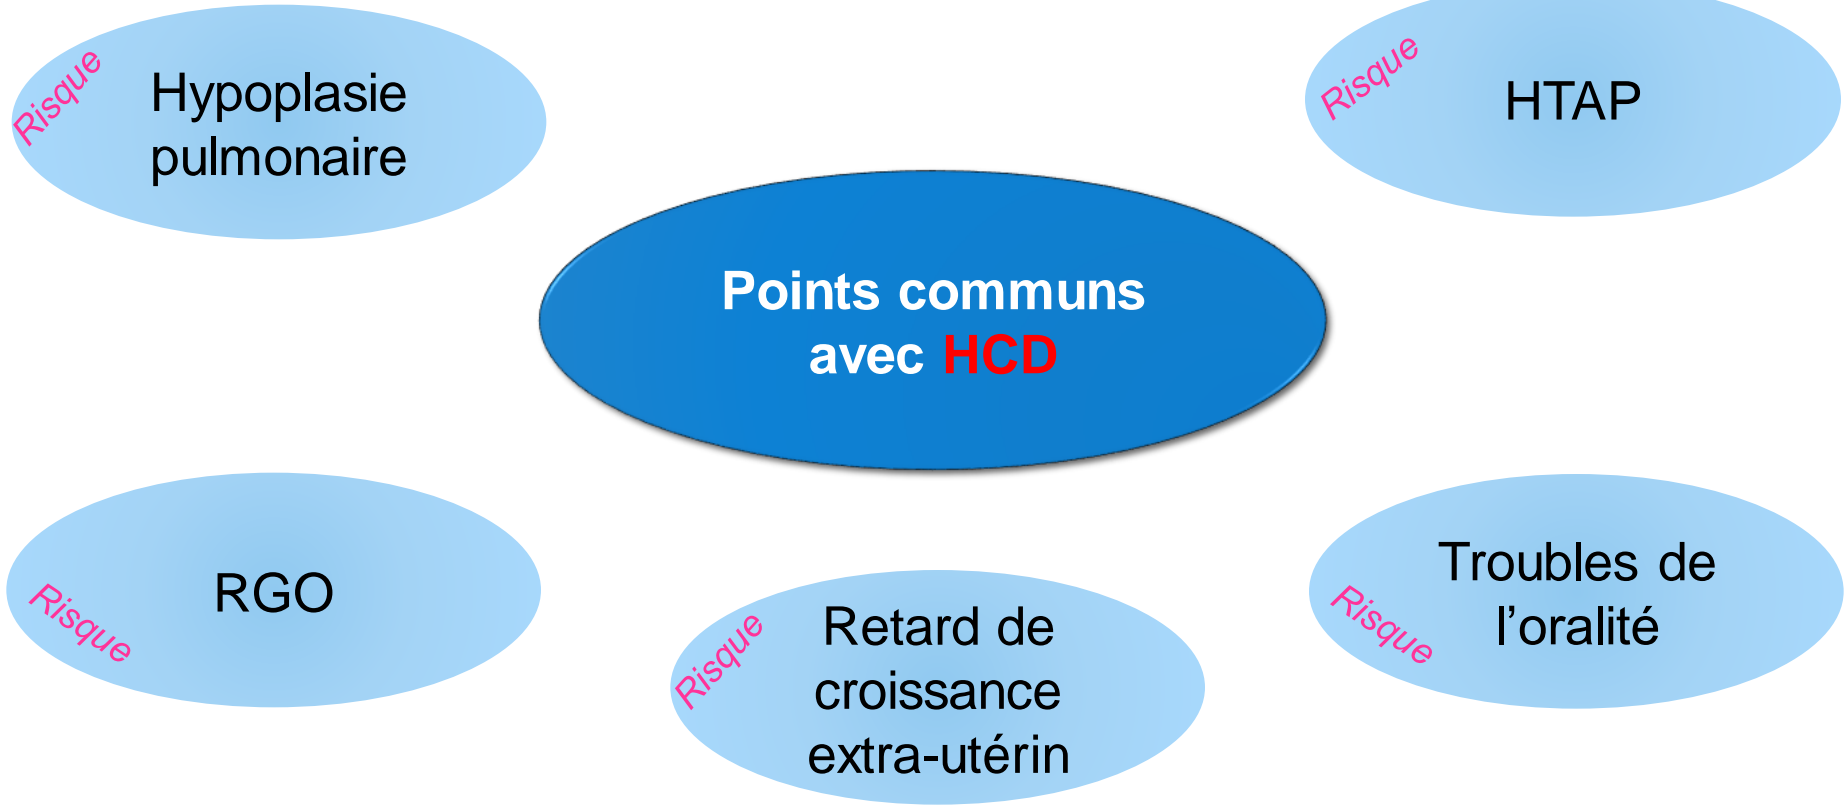 Risque
Hypoplasie
pulmonaire
Risque
HTAP
Points communs
avec HCD
Risque
RGO
Risque
Retard de
croissance
extra-utérin
Risque
Troubles de
l’oralité